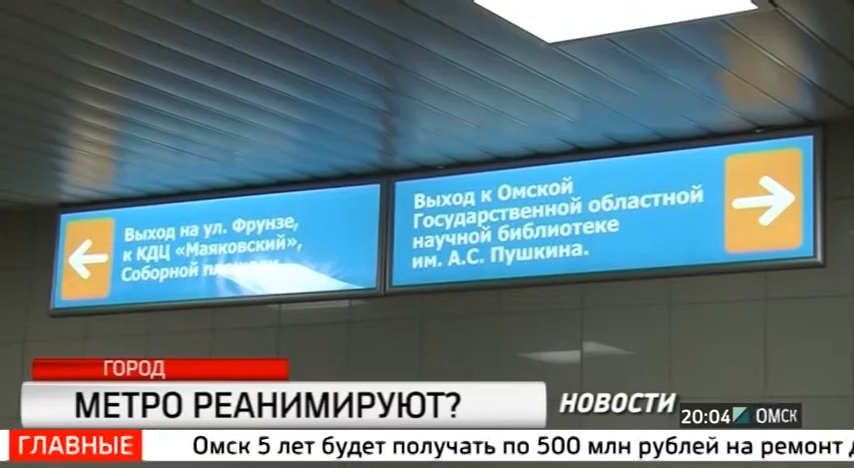 Выход на ул. Фрунзе,
к КДЦ «Маяковский»,
Соборной площади
Выход к Омской
Государственной областной
научной библиотеке
им. А.С. Пушкина.
ГОРОД
МЕТРО РЕАНИМИРУЮТ?
НОВОСТИ
20:04 ОМСК
ГЛАВНЫЕ Омск 5 лет будет получать по 500 млн рублей на ремонт